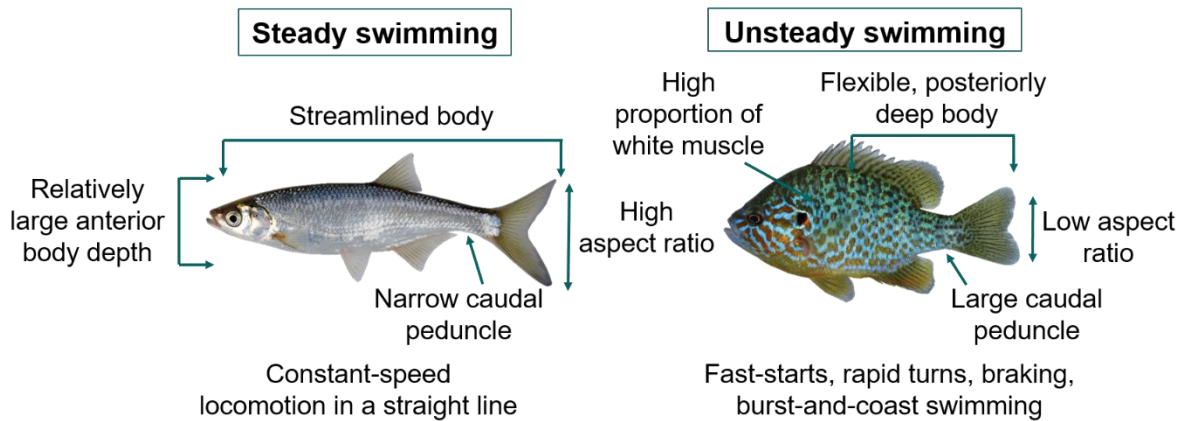 Steady swimming
Streamlined body
Relatively
large anterior
body depth
High
aspect ratio
Narrow caudal
peduncle
Constant-speed
locomotion in a straight line
Unsteady swimming
High
proportion of
white muscle
Flexible, posteriorly
deep body
Low aspect
ratio
Large caudal
peduncle
Fast-starts, rapid turns, braking,
burst-and-coast swimming